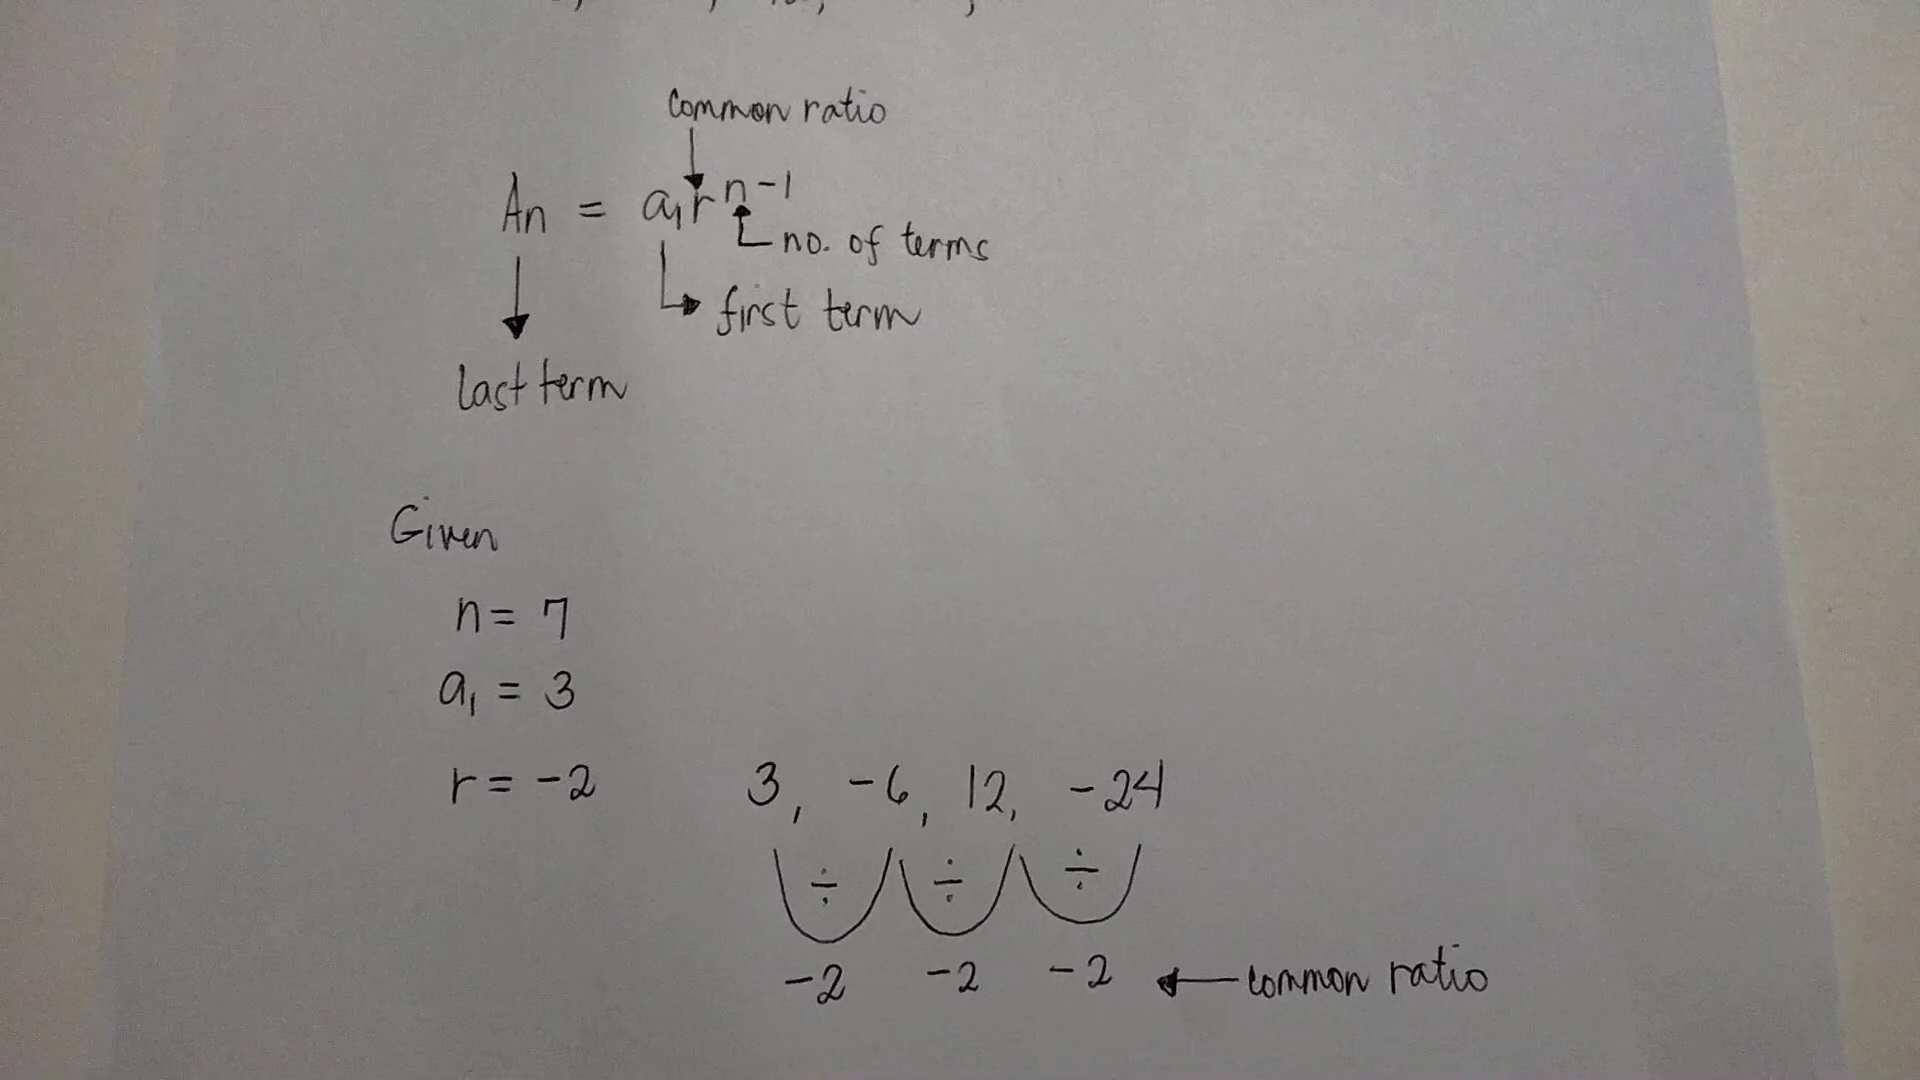 common ratio
An = a₁rⁿ⁻¹
no. of terms
first term
last term
Given
n = 7
a₁ = 3
r = -2
3, -6, 12, -24
÷ ÷ ÷
-2 -2 -2 common ratio